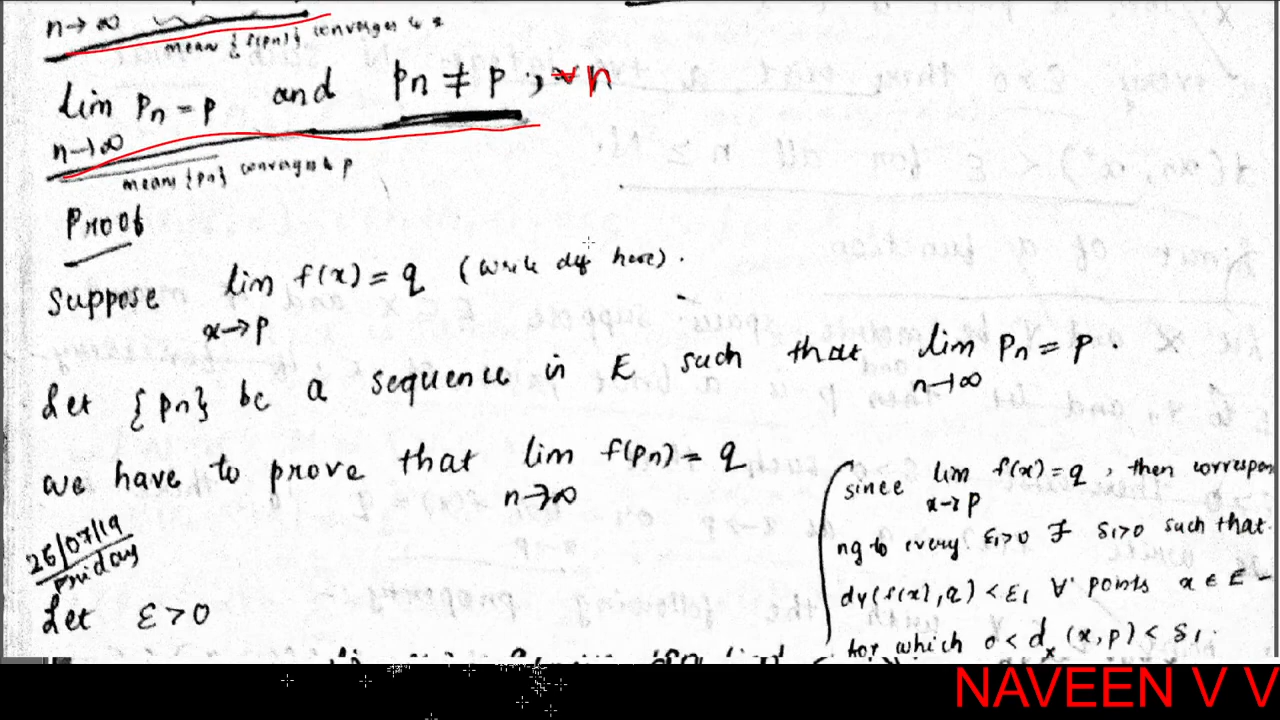 n→∞
mean {f(pn)} converges to
lim pn = p and pn ≠ p, ∀ n
n→∞
means {pn} converges to p
Proof
Suppose lim f(x) = q (write def here).
x→p
Let {pn} be a sequence in E such that lim pn = p.
n→∞
we have to prove that lim f(pn) = q
n→∞
26/07/19
Friday
Let ε > 0
since lim f(x) = q, then correspon
x→p
ng to every ε1>0 ∃ δ1>0 such that
dy(f(x), q) < ε1 ∀ points x ∈ E
for which 0 < dx(x, p) < δ1.
NAVEEN V V